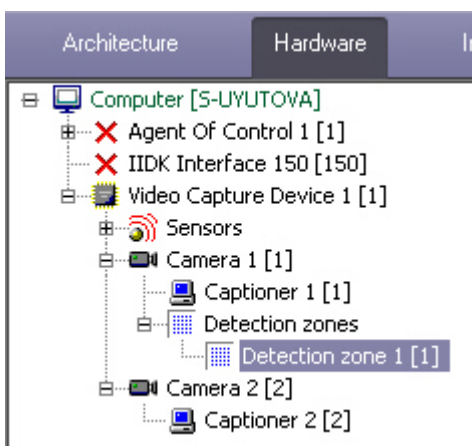 Architecture Hardware
Computer [S-UYUTOVA]
Agent Of Control 1 [1]
IIDK Interface 150 [150]
Video Capture Device 1 [1]
Sensors
Camera 1 [1]
Captioner 1 [1]
Detection zones
Detection zone 1 [1]
Camera 2 [2]
Captioner 2 [2]